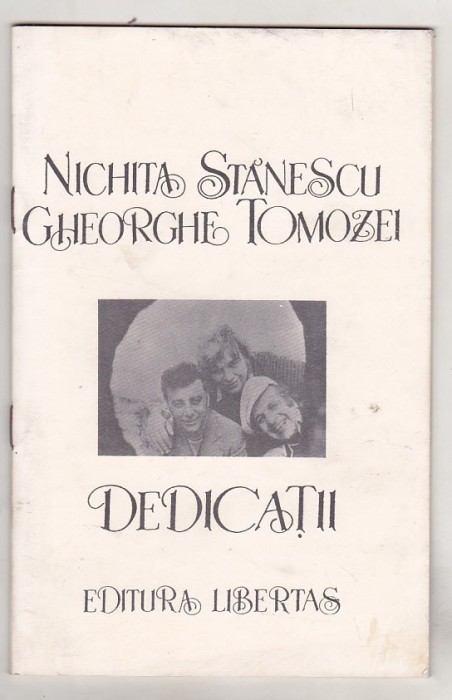 NICHITA STĂNESCU
GHEORGHE TOMOZEI
DEDICAȚII
EDITURA LIBERTAS